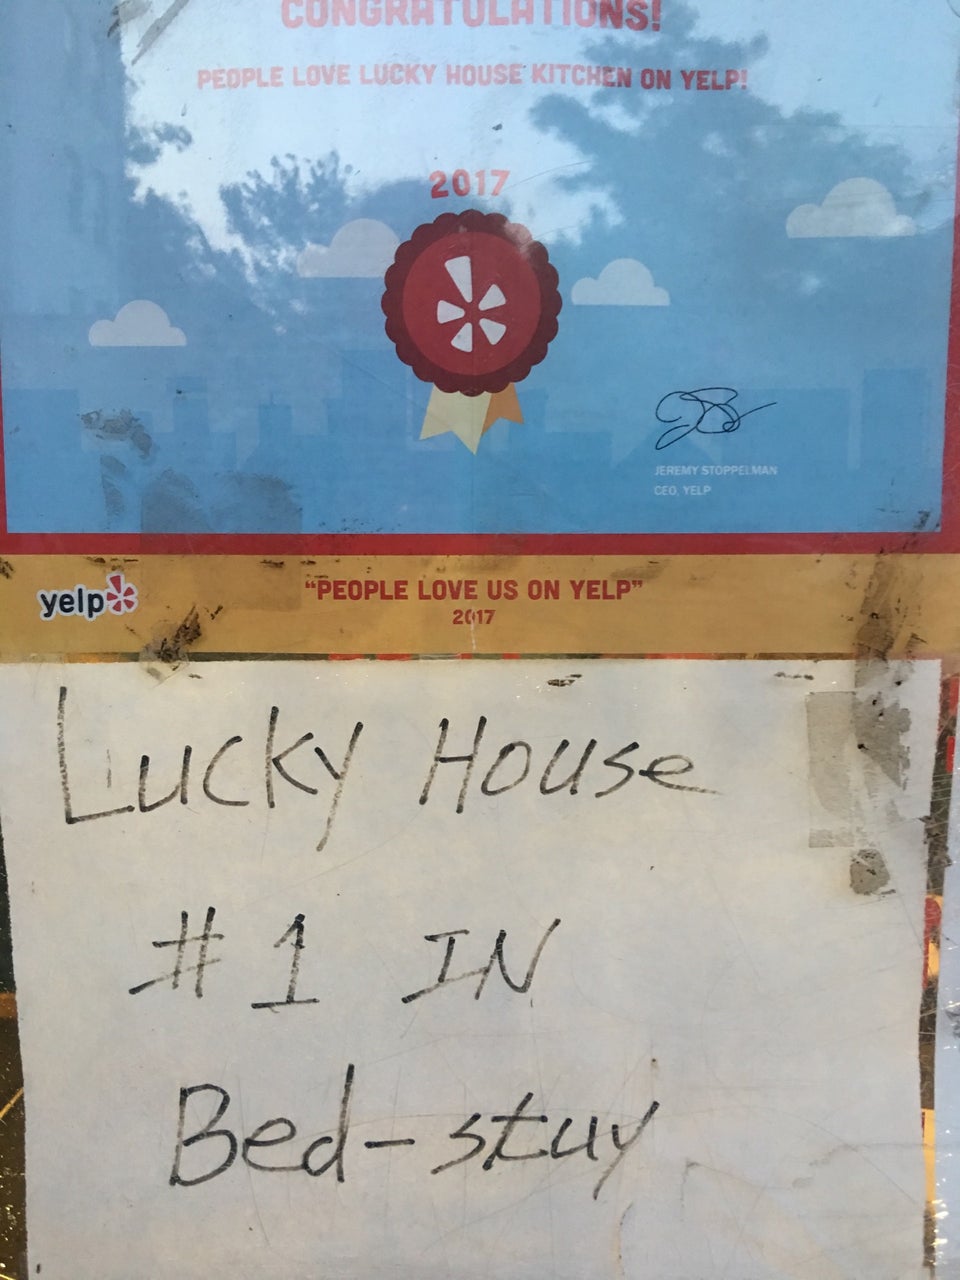 CONGRATULATIONS!
PEOPLE LOVE LUCKY HOUSE KITCHEN ON YELP!
2017
JEREMY STOPPELMAN
CEO, YELP
yelp
"PEOPLE LOVE US ON YELP"
2017
Lucky House
#1 IN
Bed-stuy